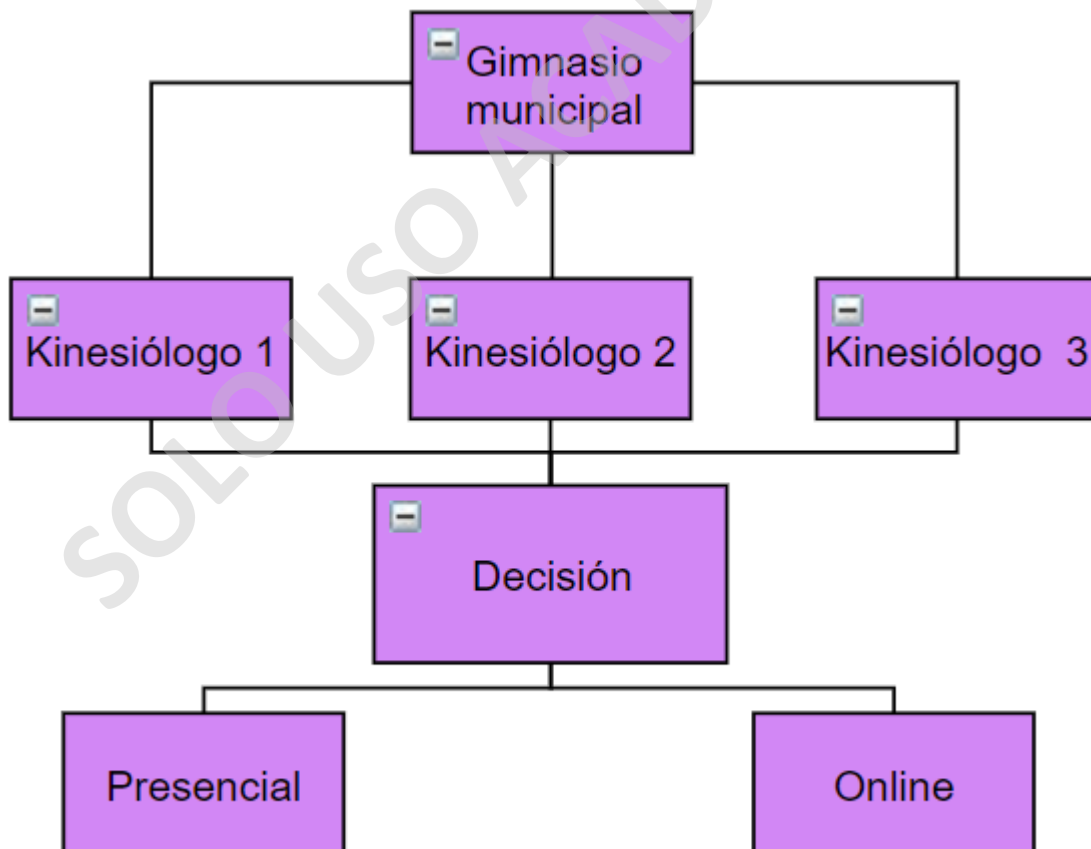 Gimnasio
municipal
Kinesiólogo 1
Kinesiólogo 2
Kinesiólogo 3
Decisión
Presencial
Online
SOLO USO